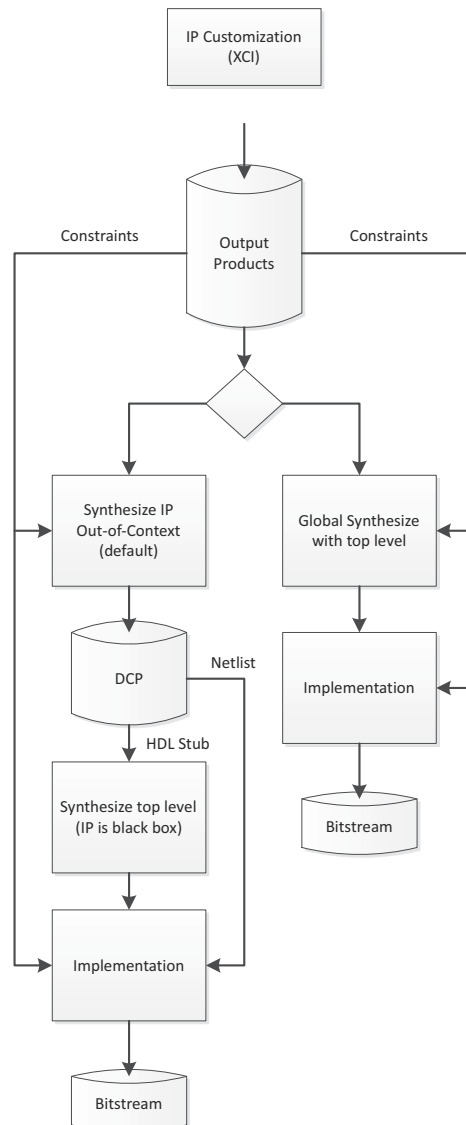 IP Customization
(XCI)
Constraints
Output
Products
Constraints
Synthesize IP
Out-of-Context
(default)
Global Synthesize
with top level
DCP
Netlist
Implementation
HDL Stub
Synthesize top level
(IP is black box)
Bitstream
Implementation
Bitstream